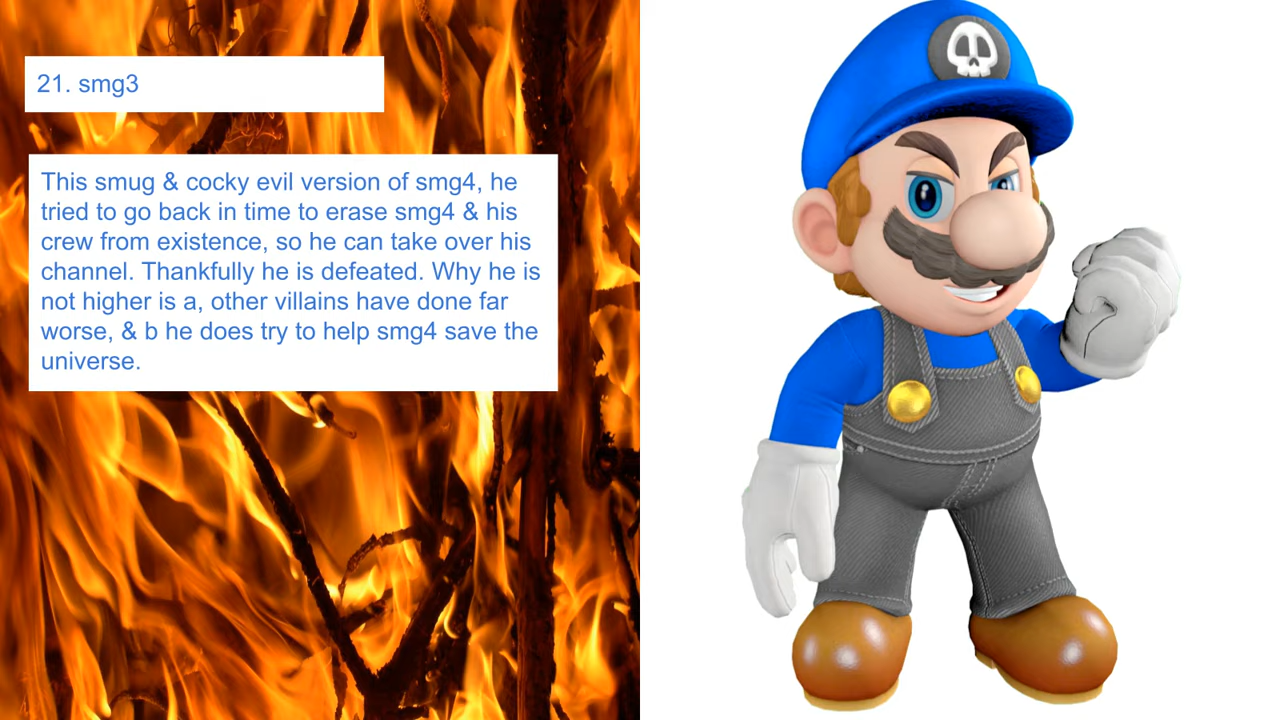 21. smg3
This smug & cocky evil version of smg4, he
tried to go back in time to erase smg4 & his
crew from existence, so he can take over his
channel. Thankfully he is defeated. Why he is
not higher is a, other villains have done far
worse, & b he does try to help smg4 save the
universe.